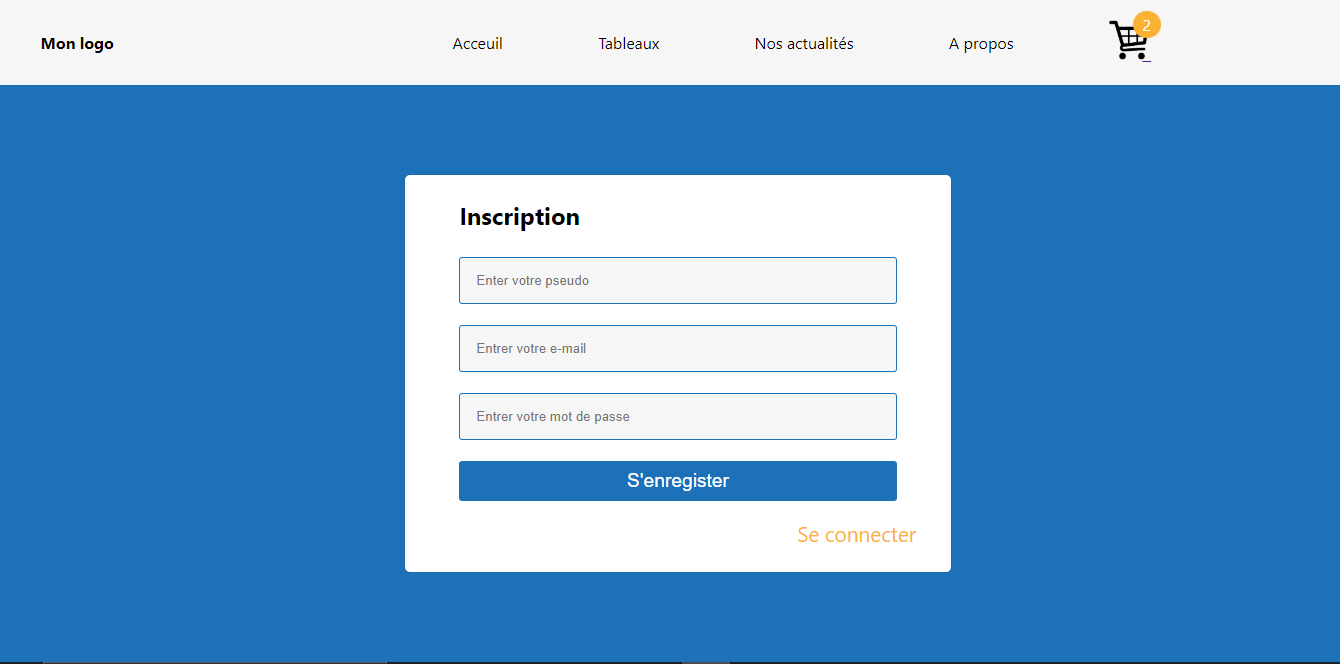 Mon logo Acceuil Tableaux Nos actualités A propos 2
Inscription
Enter votre pseudo
Entrer votre e-mail
Entrer votre mot de passe
S'enregister
Se connecter